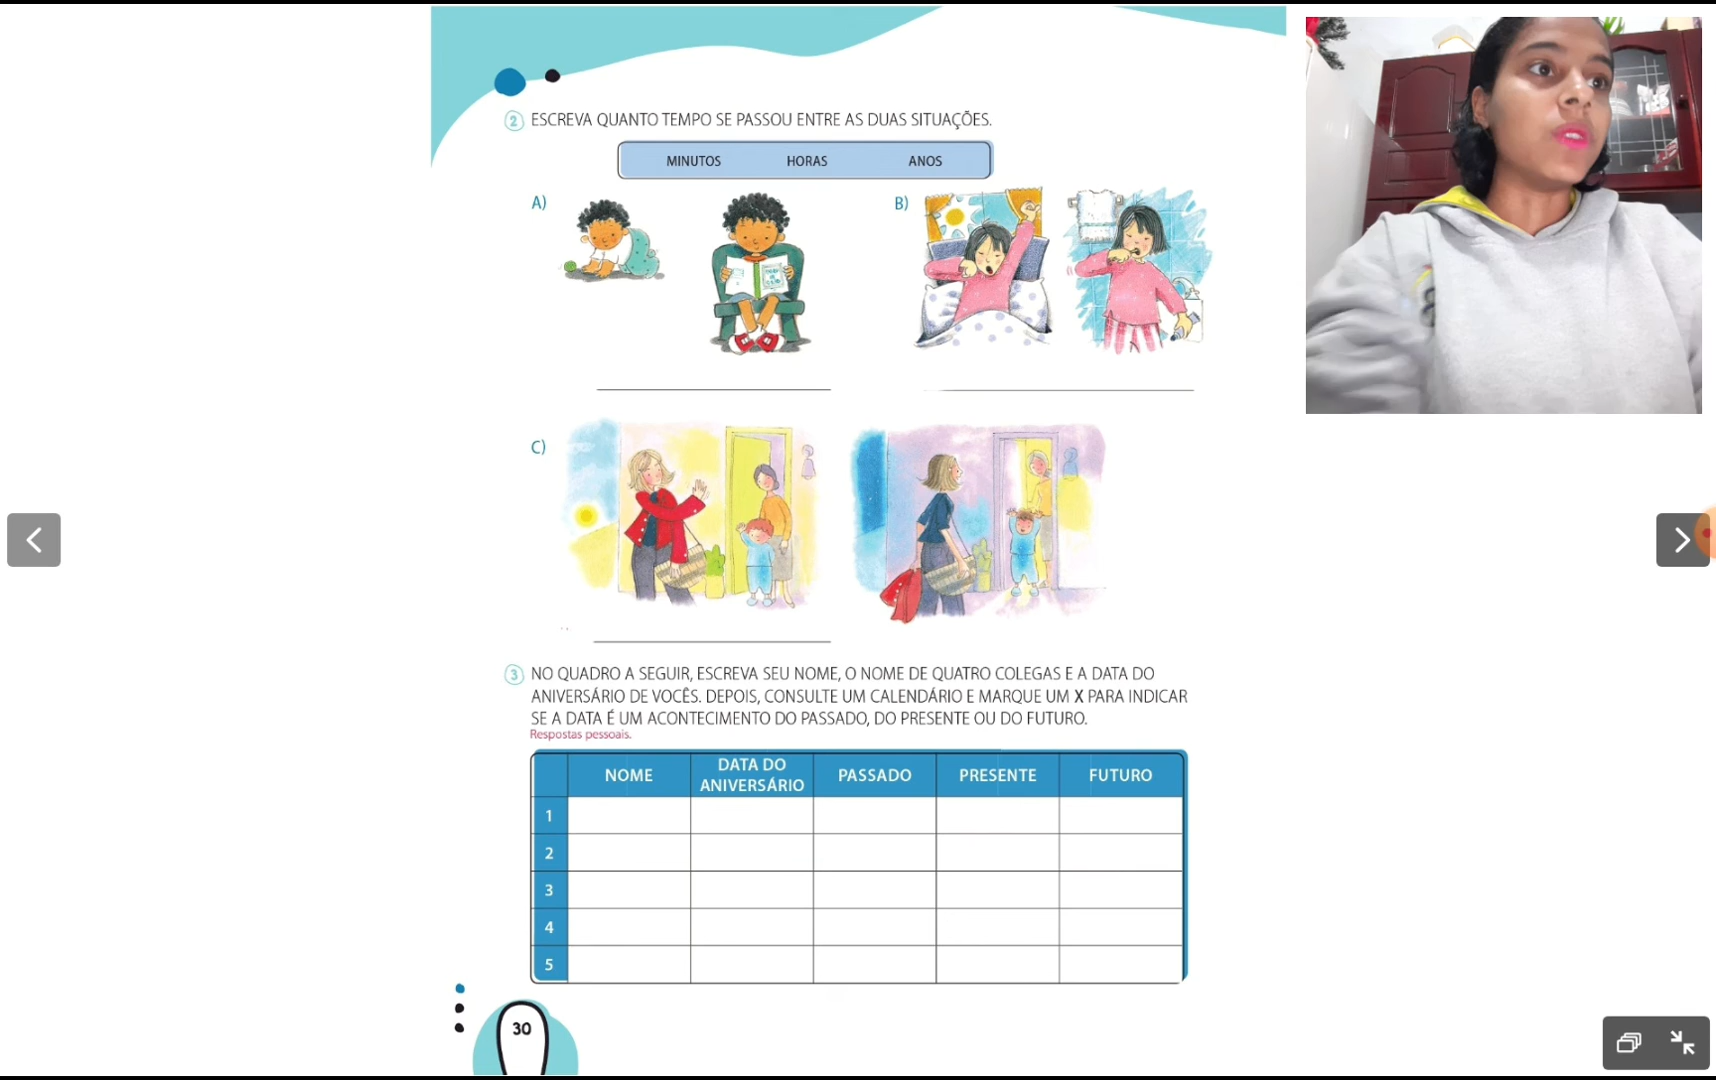 2 ESCREVA QUANTO TEMPO SE PASSOU ENTRE AS DUAS SITUAÇÕES.
MINUTOS HORAS ANOS
A) B)
C)
3 NO QUADRO A SEGUIR, ESCREVA SEU NOME, O NOME DE QUATRO COLEGAS E A DATA DO
ANIVERSÁRIO DE VOCÊS. DEPOIS, CONSULTE UM CALENDÁRIO E MARQUE UM X PARA INDICAR
SE A DATA É UM ACONTECIMENTO DO PASSADO, DO PRESENTE OU DO FUTURO.
Respostas pessoais.
NOME DATA DO ANIVERSÁRIO PASSADO PRESENTE FUTURO
1
2
3
4
5
30